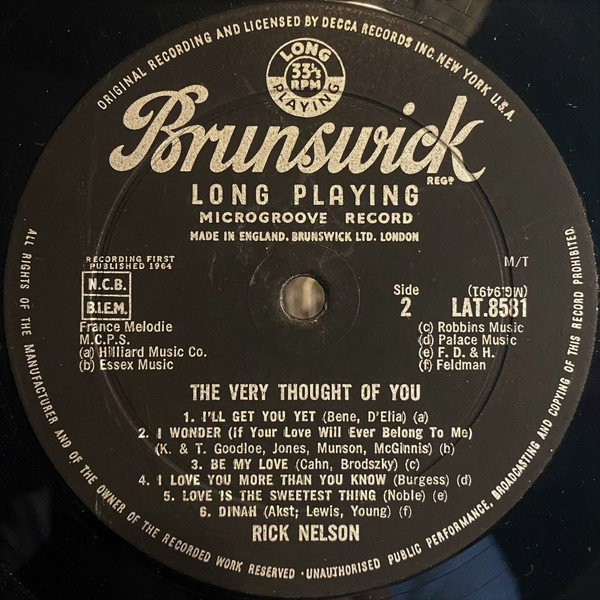 ORIGINAL RECORDING AND LICENSED BY DECCA RECORDS INC. NEW YORK U.S.A.
LONG
33⅓
RPM
PLAYING
Brunswick
REGD
LONG PLAYING
MICROGROOVE RECORD
MADE IN ENGLAND. BRUNSWICK LTD. LONDON
RECORDING FIRST
PUBLISHED 1964
M/T
N.C.B.
B.I.E.M.
Side
2
(MG.9491)
LAT.8581
France Melodie
M.C.P.S.
(a) Hilliard Music Co.
(b) Essex Music
(c) Robbins Music
(d) Palace Music
(e) F. D. & H.
(f) Feldman
THE VERY THOUGHT OF YOU
1. I'LL GET YOU YET (Bene, D'Elia) (a)
2. I WONDER (if Your Love Will Ever Belong To Me)
(K. & T. Goodloe, Jones, Munson, McGinnis) (b)
3. BE MY LOVE (Cahn, Brodszky) (c)
4. I LOVE YOU MORE THAN YOU KNOW (Burgess) (d)
5. LOVE IS THE SWEETEST THING (Noble) (e)
6. DINAH (Akst; Lewis, Young) (f)
RICK NELSON
ALL RIGHTS OF THE MANUFACTURER AND OF THE OWNER OF THE RECORDED WORK RESERVED · UNAUTHORISED PUBLIC PERFORMANCE, BROADCASTING AND COPYING OF THIS RECORD PROHIBITED.